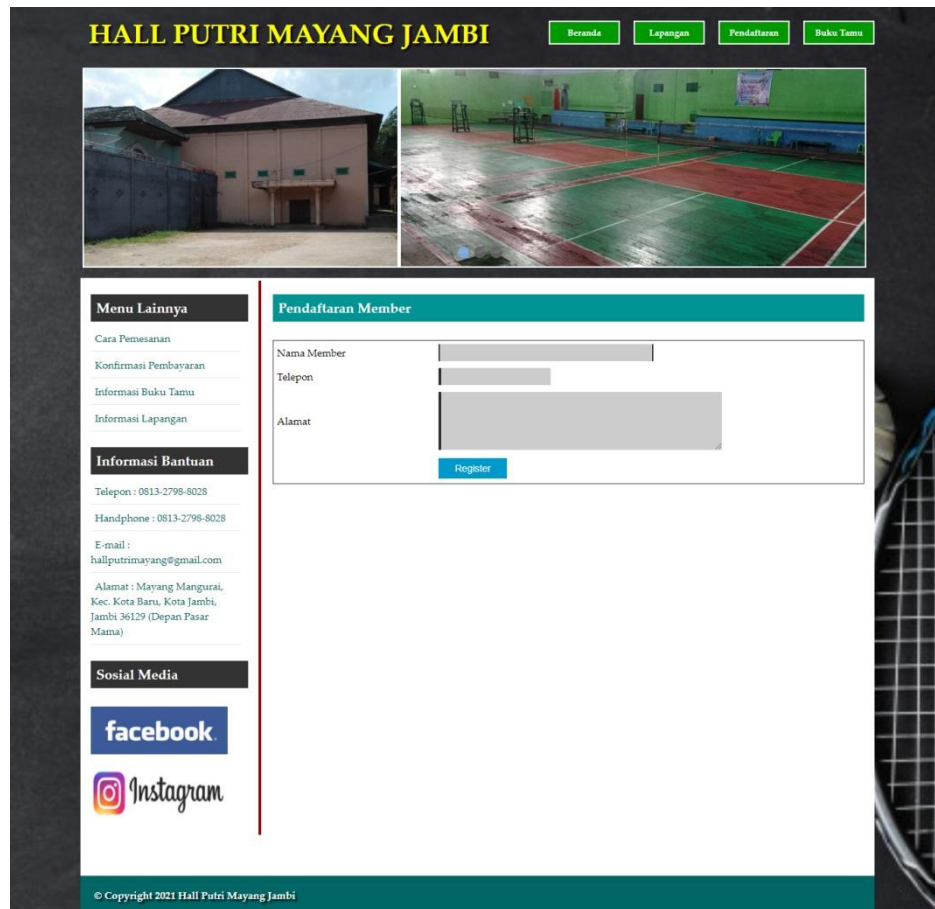 HALL PUTRI MAYANG JAMBI
Beranda
Lapangan
Pendaftaran
Buku Tamu
Menu Lainnya
Cara Pemesanan
Konfirmasi Pembayaran
Informasi Buku Tamu
Informasi Lapangan
Informasi Bantuan
Telepon : 0813-2798-8028
Handphone : 0813-2798-8028
E-mail :
hallputrimayang@gmail.com
Alamat : Mayang Mangurai,
Kec. Kota Baru, Kota Jambi,
Jambi 36129 (Depan Pasar
Mama)
Sosial Media
facebook.
Instagram
Pendaftaran Member
Nama Member
Telepon
Alamat
Register
© Copyright 2021 Hall Putri Mayang Jambi